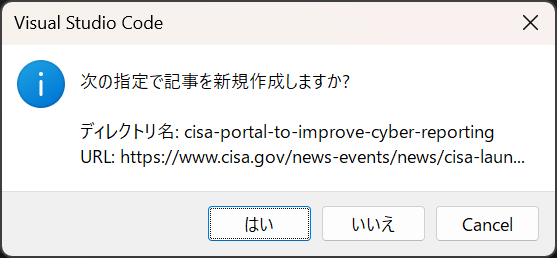 Visual Studio Code
次の指定で記事を新規作成しますか?
ディレクトリ名: cisa-portal-to-improve-cyber-reporting
URL: https://www.cisa.gov/news-events/news/cisa-laun...
はい
いいえ
Cancel